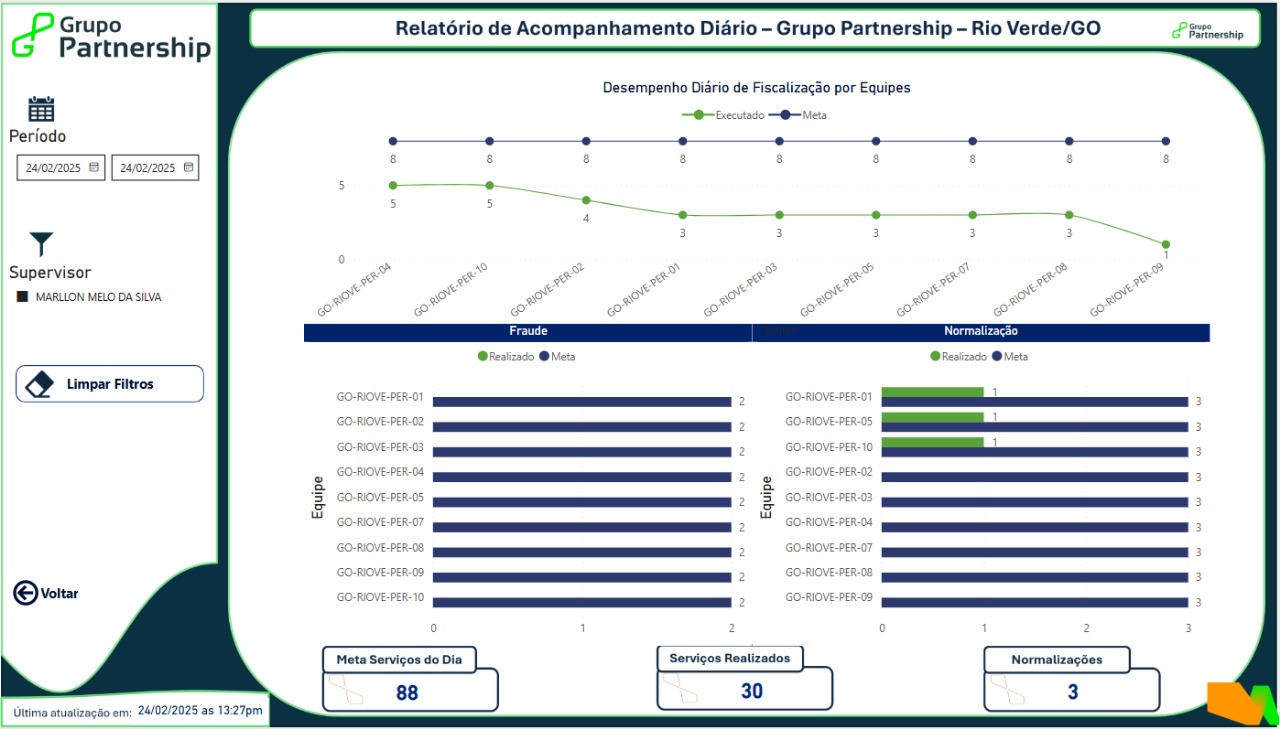 Grupo
Partnership
Relatório de Acompanhamento Diário – Grupo Partnership – Rio Verde/GO
Grupo
Partnership
Período
24/02/2025
24/02/2025
Supervisor
MARLLON MELO DA SILVA
Limpar Filtros
Voltar
Última atualização em: 24/02/2025 as 13:27pm
Desempenho Diário de Fiscalização por Equipes
Executado Meta
8 8 8 8 8 8 8 8 8
5
5 5 4 3 3 3 3 3 1
0
GO-RIOVE-PER-04
GO-RIOVE-PER-10
GO-RIOVE-PER-02
GO-RIOVE-PER-01
GO-RIOVE-PER-03
GO-RIOVE-PER-05
GO-RIOVE-PER-07
GO-RIOVE-PER-08
GO-RIOVE-PER-09
Fraude
Realizado Meta
Equipe
GO-RIOVE-PER-01 2
GO-RIOVE-PER-02 2
GO-RIOVE-PER-03 2
GO-RIOVE-PER-04 2
GO-RIOVE-PER-05 2
GO-RIOVE-PER-07 2
GO-RIOVE-PER-08 2
GO-RIOVE-PER-09 2
GO-RIOVE-PER-10 2
0 1 2
Normalização
Realizado Meta
Equipe
GO-RIOVE-PER-01 1 3
GO-RIOVE-PER-05 1 3
GO-RIOVE-PER-10 1 3
GO-RIOVE-PER-02 3
GO-RIOVE-PER-03 3
GO-RIOVE-PER-04 3
GO-RIOVE-PER-07 3
GO-RIOVE-PER-08 3
GO-RIOVE-PER-09 3
0 1 2 3
Meta Serviços do Dia
88
Serviços Realizados
30
Normalizações
3